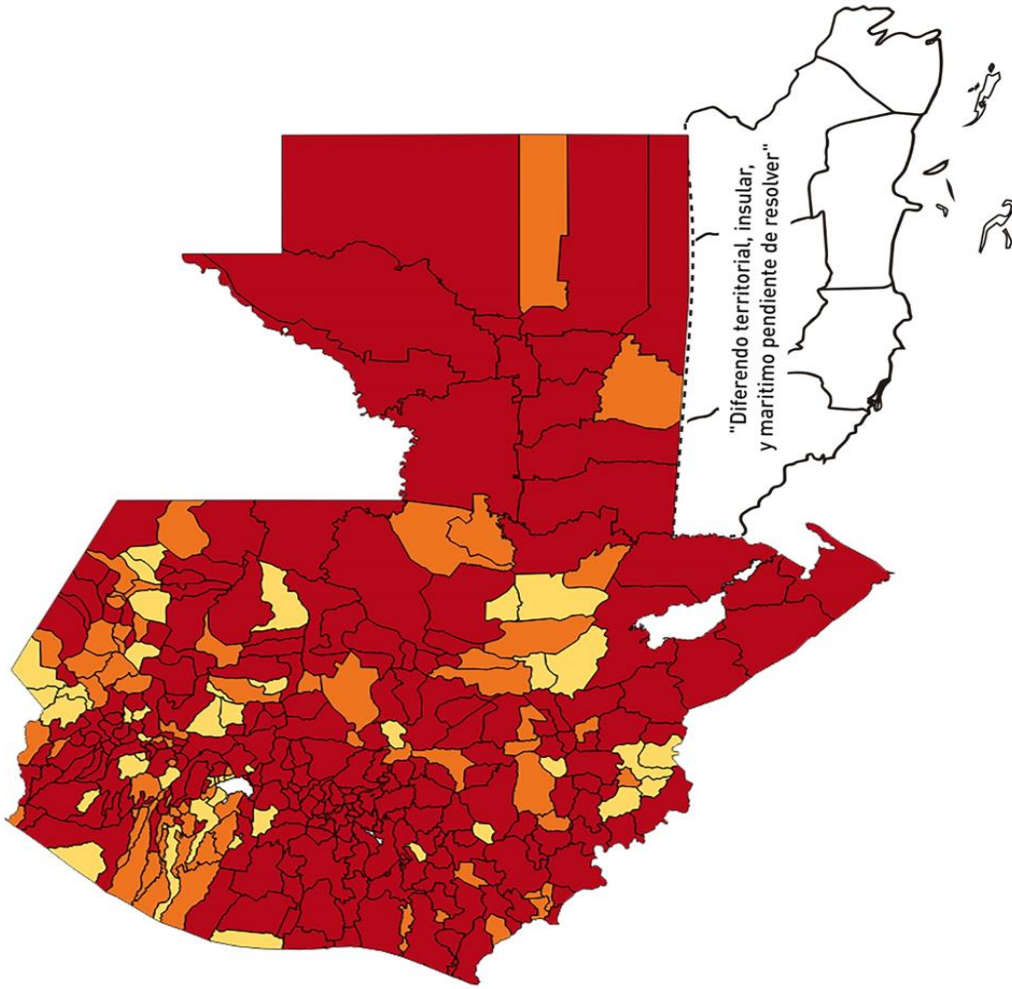 "Diferendo territorial, insular,
y marítimo pendiente de resolver"